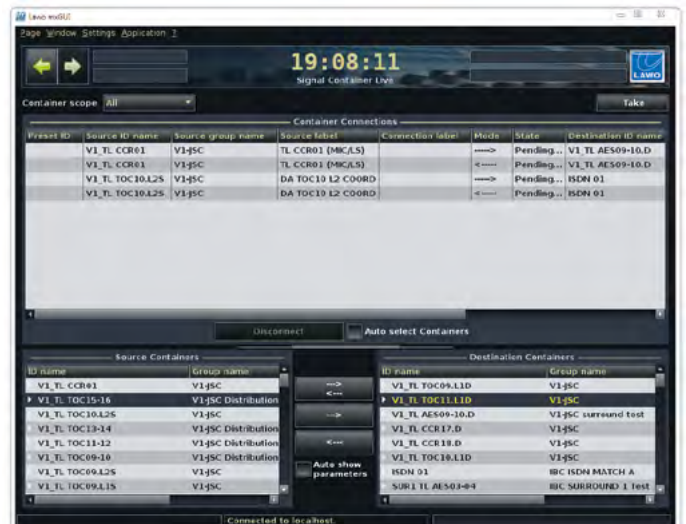 Lawo mxGUI
Page Window Settings Application ?
19:08:11
Signal Container Live
LAWO
Container scope All Take
Container Connections
Preset ID Source ID name Source group name Source label Connection label Mode State Destination ID name
V1_TL CCR01 V1-JSC TL CCR01 (MIC/LS) ----> Pending... V1_TL AES09-10.D
V1_TL CCR01 V1-JSC TL CCR01 (MIC/LS) <---- Pending... V1_TL AES09-10.D
V1_TL TOC10.L2S V1-JSC DA TOC10 L2 COORD ----> Pending... ISDN 01
V1_TL TOC10.L2S V1-JSC DA TOC10 L2 COORD <---- Pending... ISDN 01
Disconnect Auto select Containers
Source Containers
ID name Group name
V1_TL CCR01 V1-JSC
V1_TL TOC15-16 V1-JSC Distribution
V1_TL TOC10.L2S V1-JSC
V1_TL TOC13-14 V1-JSC Distribution
V1_TL TOC11-12 V1-JSC Distribution
V1_TL TOC09-10 V1-JSC Distribution
V1_TL TOC09.L2S V1-JSC
V1_TL TOC09.L1S V1-JSC
--->
<---
--->
<---
Auto show
parameters
Destination Containers
ID name Group name
V1_TL TOC09.L1D V1-JSC
V1_TL TOC11.L1D V1-JSC
V1_TL AES09-10.D V1-JSC surround test
V1_TL CCR17.D V1-JSC
V1_TL CCR18.D V1-JSC
V1_TL TOC10.L1D V1-JSC
ISDN 01 IBC ISDN MATCH A
SUR1 TL AES03-04 IBC SURROUND 1 Test
Connected to localhost.